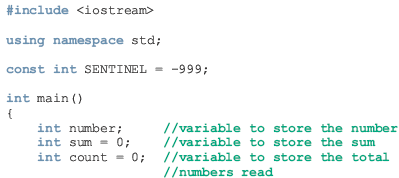 #include <iostream>
using namespace std;
const int SENTINEL = -999;
int main()
{
int number; //variable to store the number
int sum = 0; //variable to store the sum
int count = 0; //variable to store the total
//numbers read